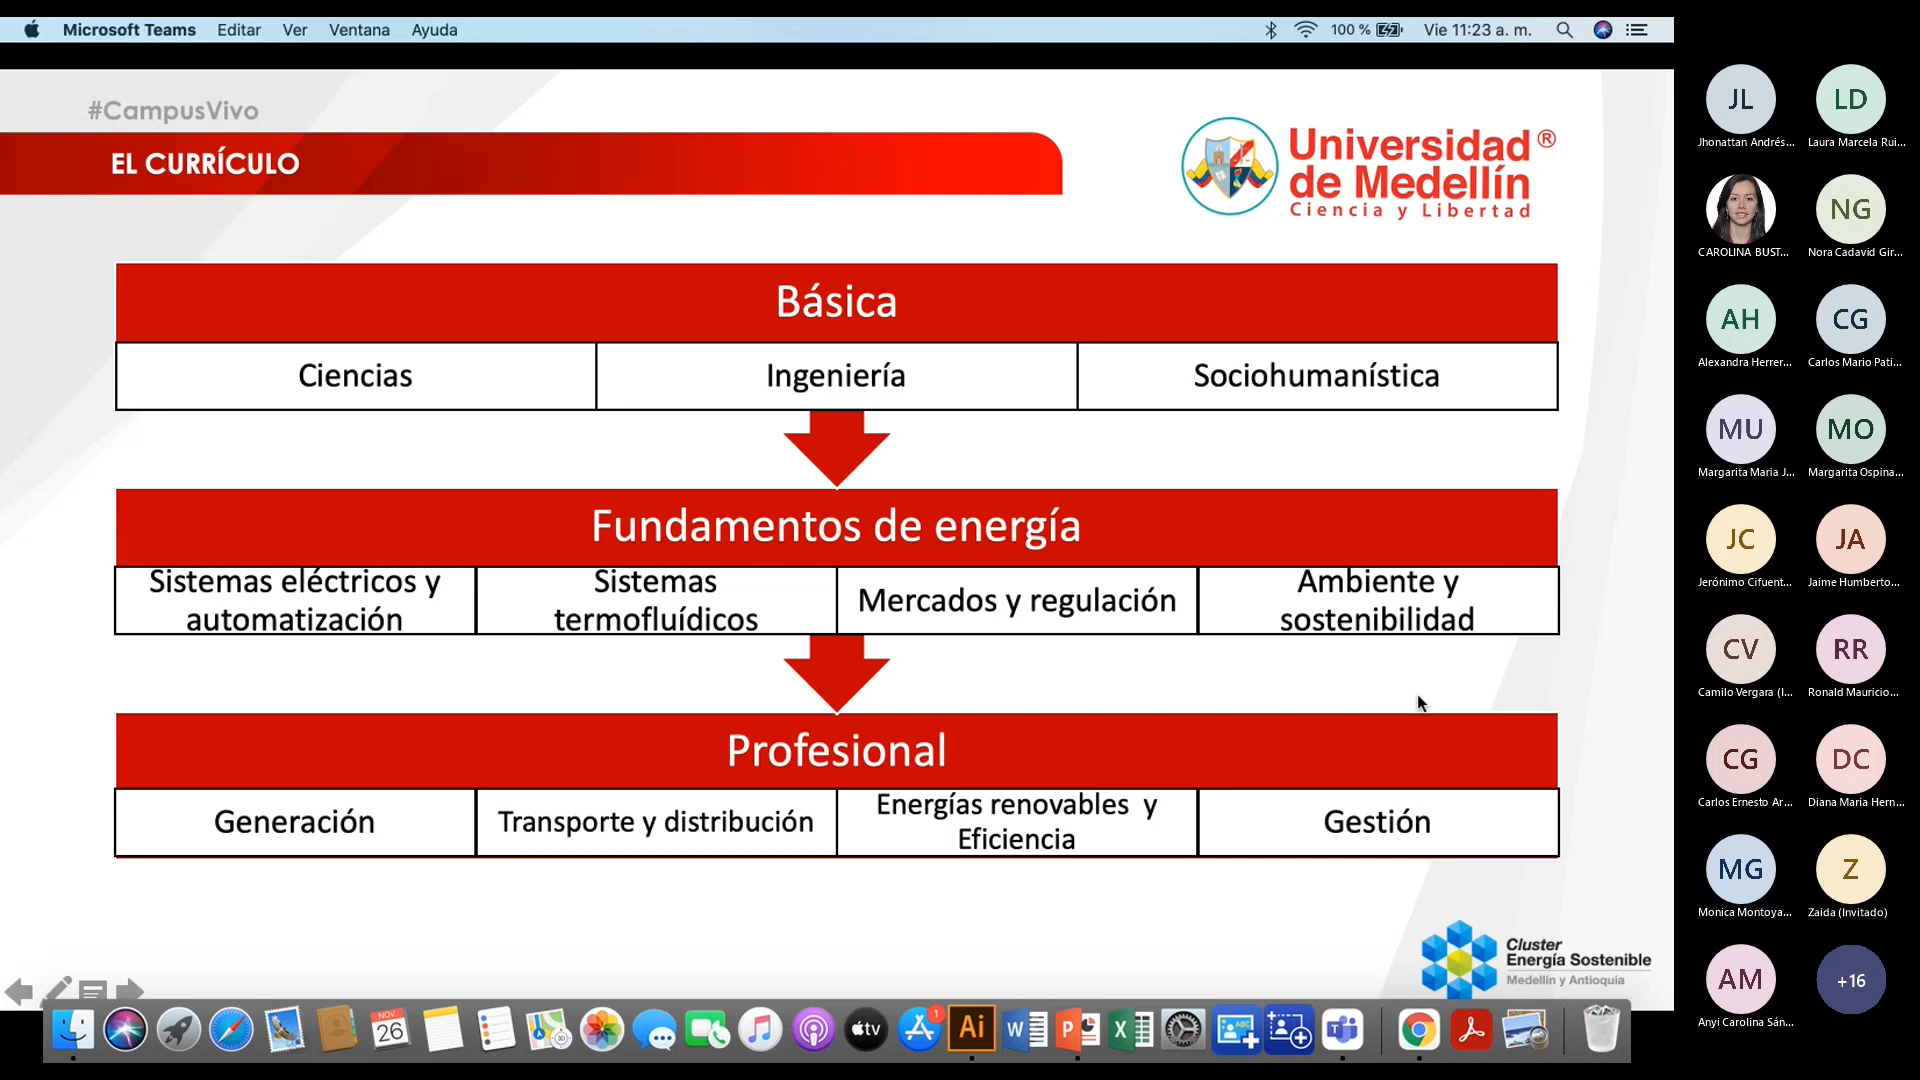 Microsoft Teams Editar Ver Ventana Ayuda 100 % Vie 11:23 a. m.
#CampusVivo
EL CURRÍCULO
Universidad ®
de Medellín
Ciencia y Libertad
Básica
Ciencias Ingeniería Sociohumanística
Fundamentos de energía
Sistemas eléctricos y
automatización
Sistemas
termofluídicos
Mercados y regulación
Ambiente y
sostenibilidad
Profesional
Generación
Transporte y distribución
Energías renovables y
Eficiencia
Gestión
Cluster
Energía Sostenible
Medellín y Antioquia
NOV
26
tv
1
Ai
W
P
X
JL LD
Jhonattan Andrés... Laura Marcela Rui...
NG
CAROLINA BUST... Nora Cadavid Gir...
AH CG
Alexandra Herrer... Carlos Mario Pati...
MU MO
Margarita Maria J... Margarita Ospina...
JC JA
Jerónimo Cifuent... Jaime Humberto...
CV RR
Camilo Vergara (I... Ronald Mauricio...
CG DC
Carlos Ernesto Ar... Diana Maria Hern...
MG Z
Monica Montoya... Zaida (Invitado)
AM +16
Anyi Carolina Sán...